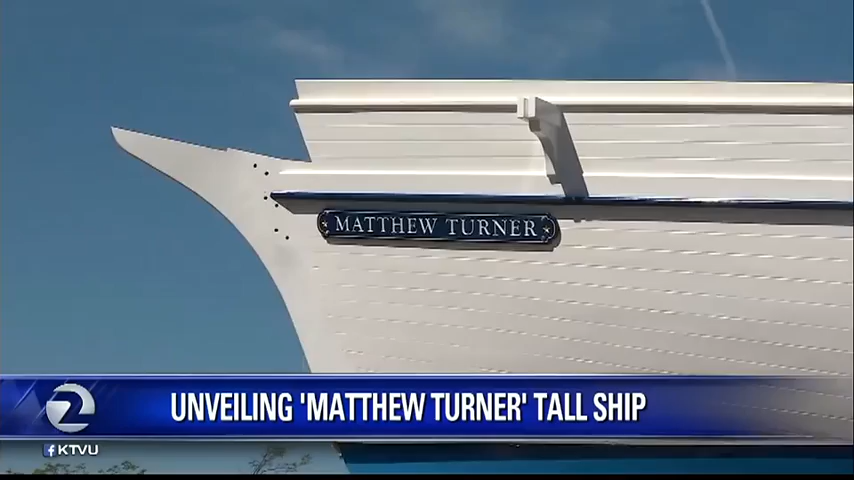 MATTHEW TURNER
2
UNVEILING 'MATTHEW TURNER' TALL SHIP
f KTVU